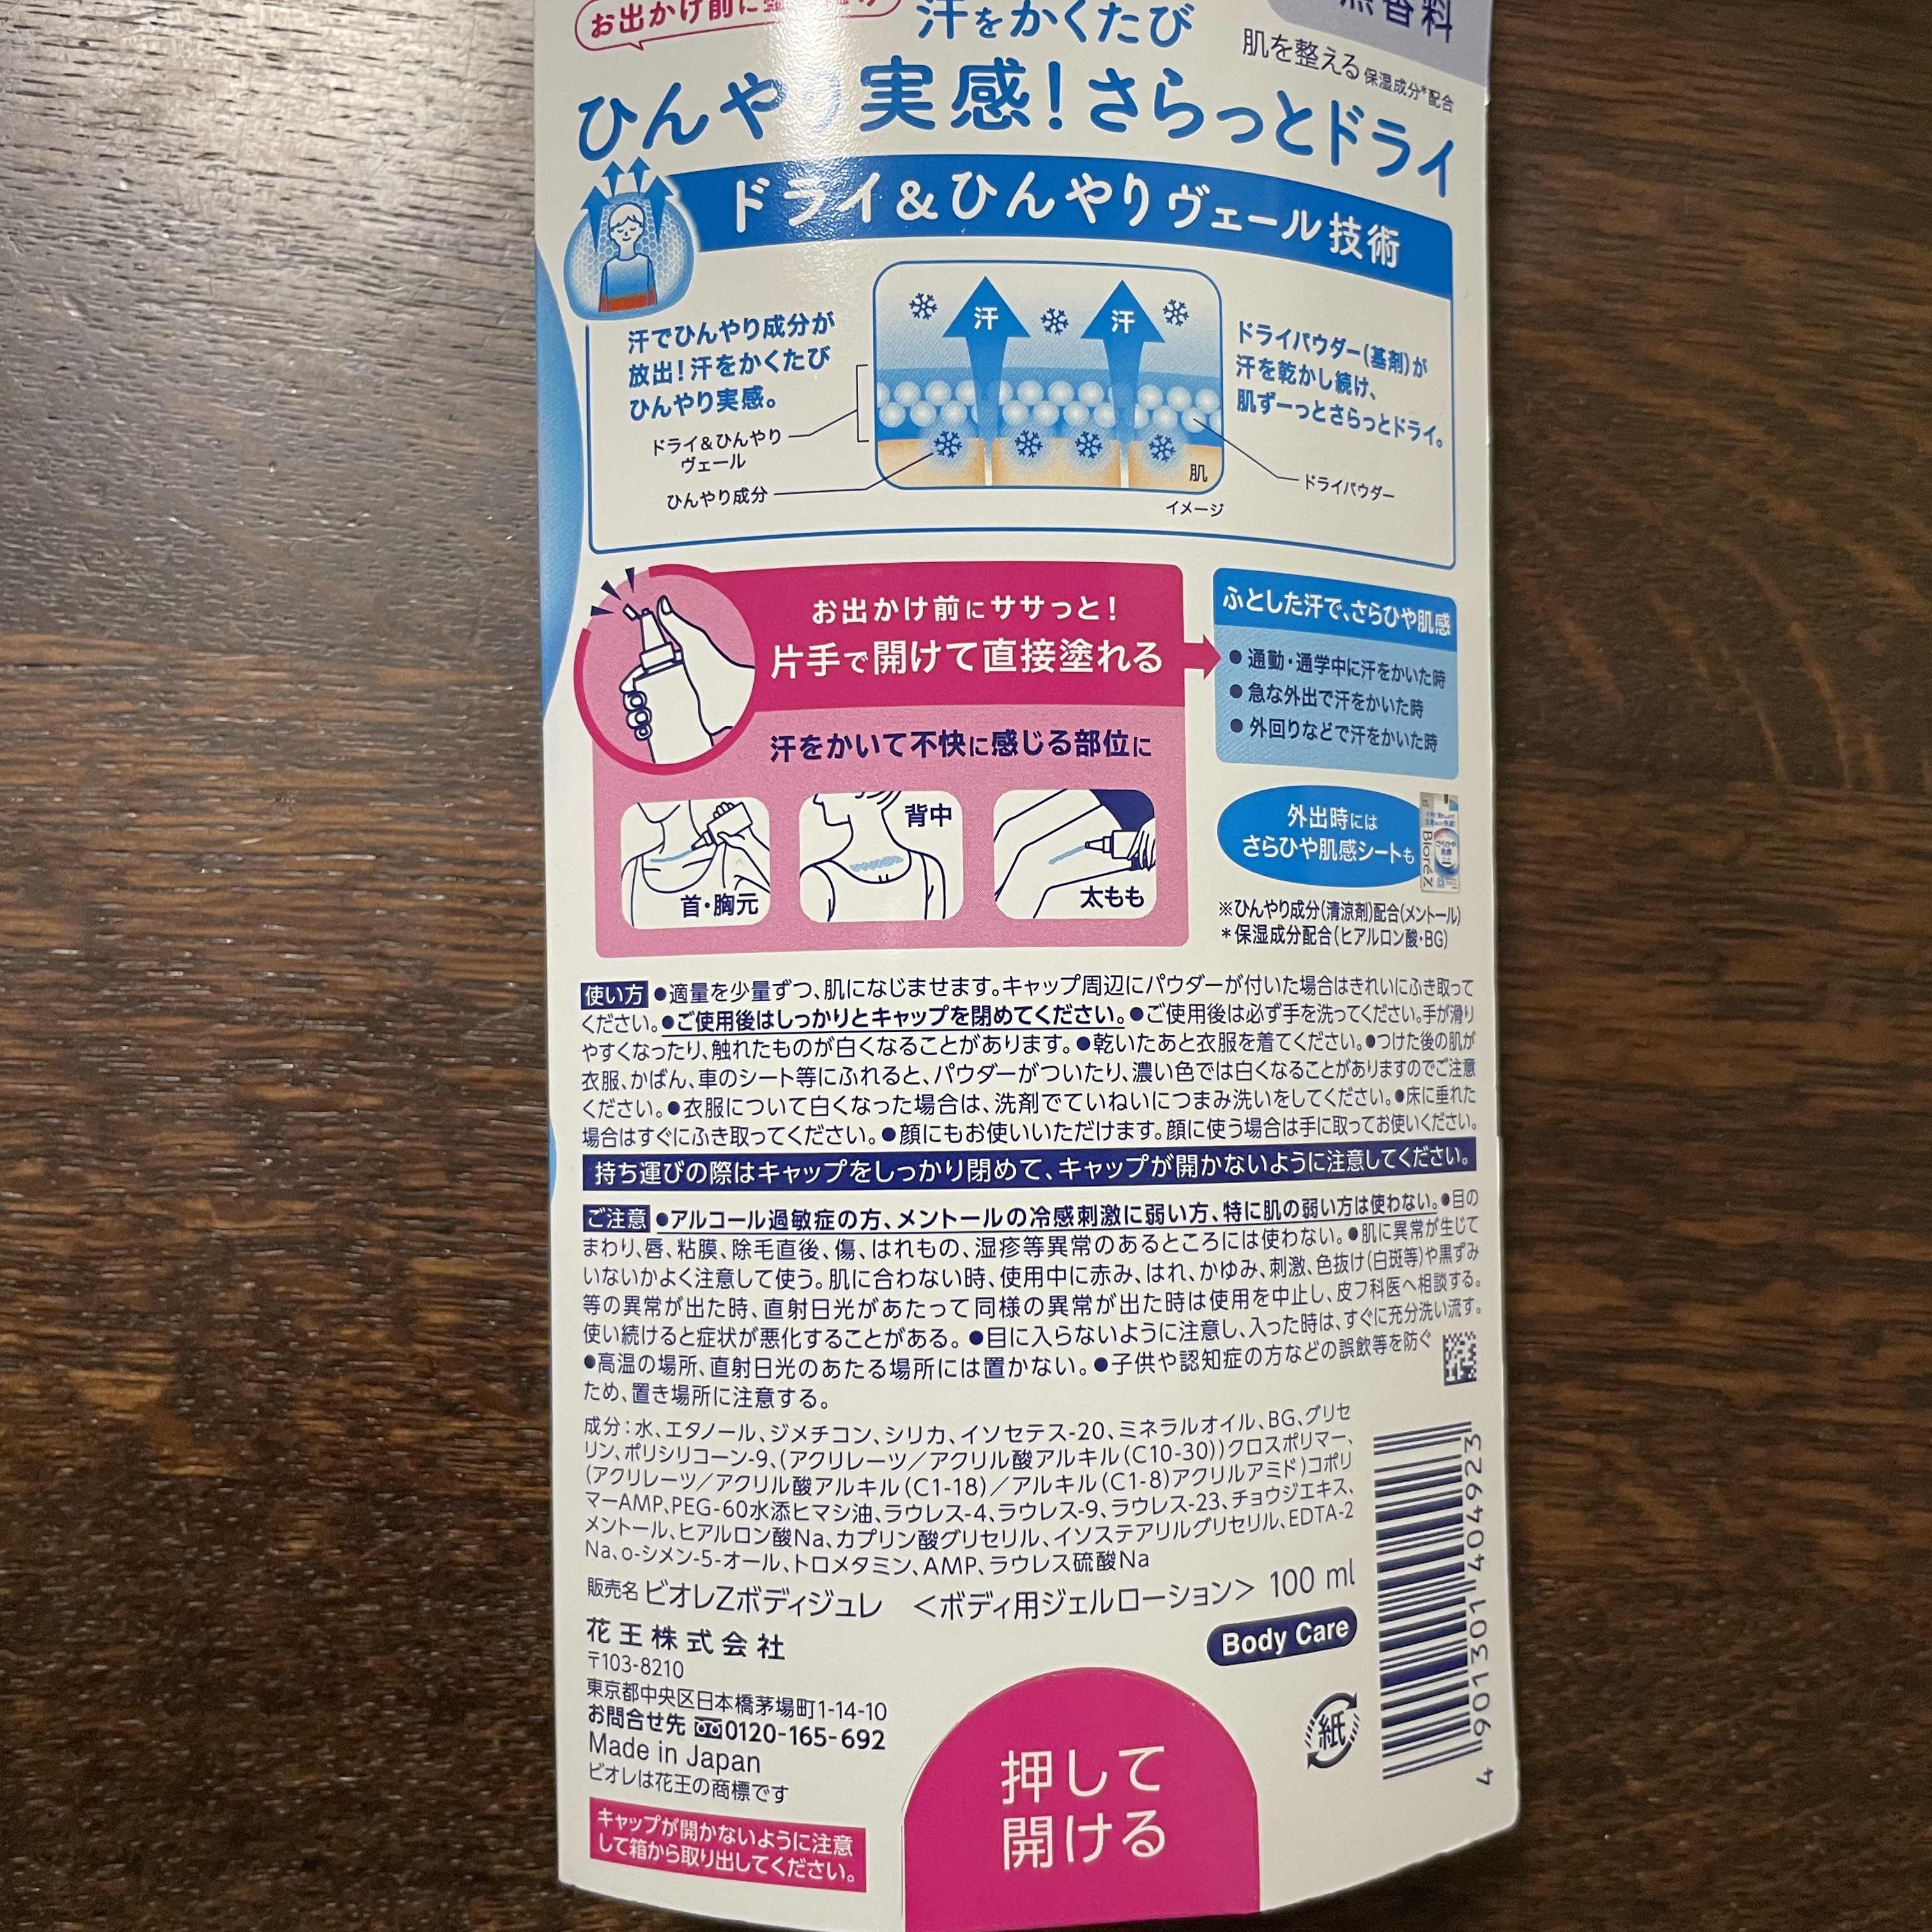 お出かけ前に
汗をかくたび
無香料
肌を整える保湿成分*配合
ひんやり実感!さらっとドライ
ドライ&ひんやりヴェール技術
汗でひんやり成分が
放出!汗をかくたび
ひんやり実感。
ドライ&ひんやり
ヴェール
ひんやり成分
汗
汗
肌
イメージ
ドライパウダー(基剤)が
汗を乾かし続け、
肌ずーっとさらっとドライ。
ドライパウダー
お出かけ前にササっと!
片手で開けて直接塗れる
汗をかいて不快に感じる部位に
首・胸元
背中
太もも
ふとした汗で、さらひや肌感
●通勤・通学中に汗をかいた時
●急な外出で汗をかいた時
●外回りなどで汗をかいた時
外出時には
さらひや肌感シートも
BioréZ
さらひや
肌感
※ひんやり成分(清涼剤)配合(メントール)
*保湿成分配合(ヒアルロン酸・BG)
使い方 ●適量を少量ずつ、肌になじませます。キャップ周辺にパウダーが付いた場合はきれいにふき取って
ください。●ご使用後はしっかりとキャップを閉めてください。●ご使用後は必ず手を洗ってください。手が滑り
やすくなったり、触れたものが白くなることがあります。●乾いたあと衣服を着てください。●つけた後の肌が
衣服、かばん、車のシート等にふれると、パウダーがついたり、濃い色では白くなることがありますのでご注意
ください。●衣服について白くなった場合は、洗剤でていねいにつまみ洗いをしてください。●床に垂れた
場合はすぐにふき取ってください。●顔にもお使いいただけます。顔に使う場合は手に取ってお使いください。
持ち運びの際はキャップをしっかり閉めて、キャップが開かないように注意してください。
ご注意 ●アルコール過敏症の方、メントールの冷感刺激に弱い方、特に肌の弱い方は使わない。●目の
まわり、唇、粘膜、除毛直後、傷、はれもの、湿疹等異常のあるところには使わない。●肌に異常が生じて
いないかよく注意して使う。肌に合わない時、使用中に赤み、はれ、かゆみ、刺激、色抜け(白斑等)や黒ずみ
等の異常が出た時、直射日光があたって同様の異常が出た時は使用を中止し、皮フ科医へ相談する。
使い続けると症状が悪化することがある。●目に入らないように注意し、入った時は、すぐに充分洗い流す。
●高温の場所、直射日光のあたる場所には置かない。●子供や認知症の方などの誤飲等を防ぐ
ため、置き場所に注意する。
成分:水、エタノール、ジメチコン、シリカ、イソセテス-20、ミネラルオイル、BG、グリセ
リン、ポリシリコーン-9、(アクリレーツ/アクリル酸アルキル(C10-30))クロスポリマー、
(アクリレーツ/アクリル酸アルキル(C1-18)/アルキル(C1-8)アクリルアミド)コポリ
マーAMP、PEG-60水添ヒマシ油、ラウレス-4、ラウレス-9、ラウレス-23、チョウジエキス、
メントール、ヒアルロン酸Na、カプリン酸グリセリル、イソステアリルグリセリル、EDTA-2
Na、o-シメン-5-オール、トロメタミン、AMP、ラウレス硫酸Na
販売名 ビオレZボディジュレ <ボディ用ジェルローション> 100 ml
花王株式会社
〒103-8210
東京都中央区日本橋茅場町1-14-10
お問合せ先 0120-165-692
Made in Japan
ビオレは花王の商標です
Body Care
紙
4 901301 404923
キャップが開かないように注意
して箱から取り出してください。
押して
開ける